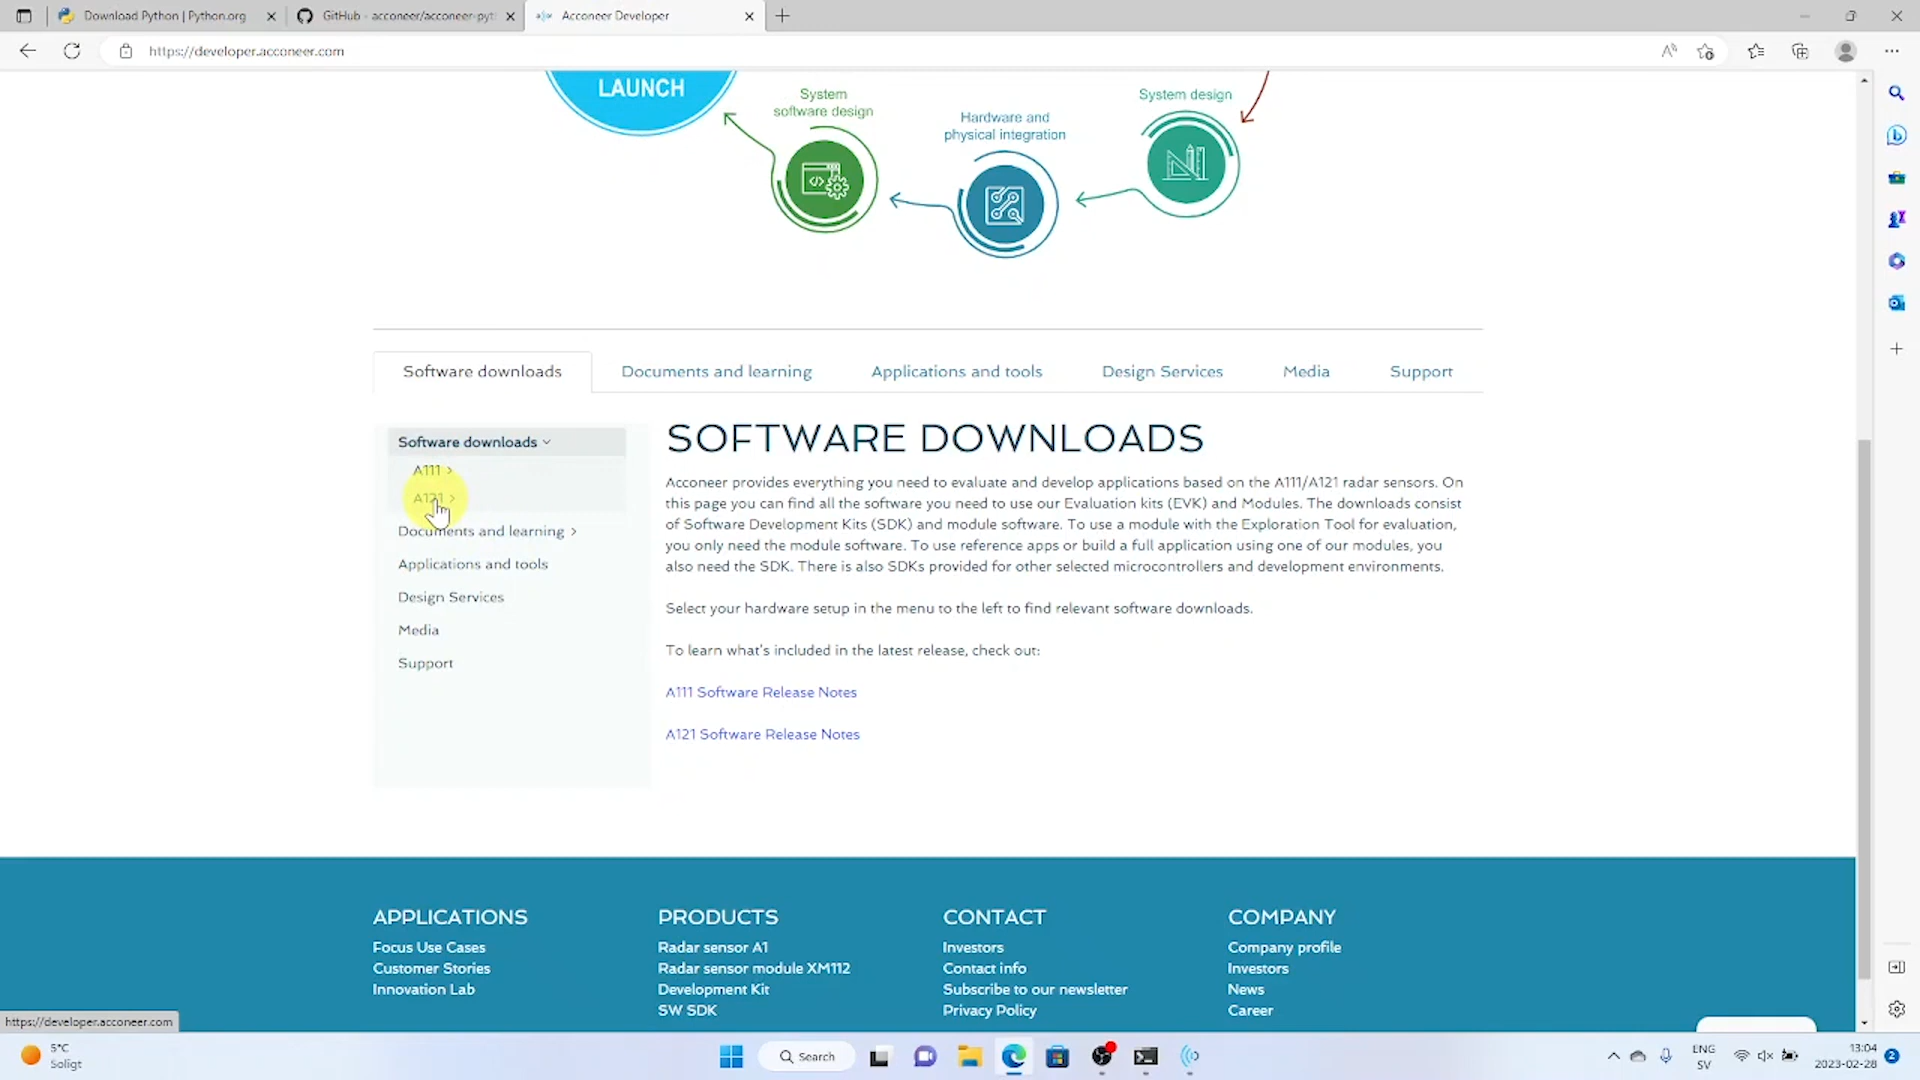 Download Python | Python.org
GitHub - acconeer/acconeer-pyt
Acconeer Developer
https://developer.acconeer.com
LAUNCH
System
software design
Hardware and
physical integration
System design
Software downloads
Documents and learning
Applications and tools
Design Services
Media
Support
Software downloads
A111
A121
Documents and learning
Applications and tools
Design Services
Media
Support
SOFTWARE DOWNLOADS
Acconeer provides everything you need to evaluate and develop applications based on the A111/A121 radar sensors. On
this page you can find all the software you need to use our Evaluation kits (EVK) and Modules. The downloads consist
of Software Development Kits (SDK) and module software. To use a module with the Exploration Tool for evaluation,
you only need the module software. To use reference apps or build a full application using one of our modules, you
also need the SDK. There is also SDKs provided for other selected microcontrollers and development environments.
Select your hardware setup in the menu to the left to find relevant software downloads.
To learn what's included in the latest release, check out:
A111 Software Release Notes
A121 Software Release Notes
APPLICATIONS
Focus Use Cases
Customer Stories
Innovation Lab
PRODUCTS
Radar sensor A1
Radar sensor module XM112
Development Kit
SW SDK
CONTACT
Investors
Contact info
Subscribe to our newsletter
Privacy Policy
COMPANY
Company profile
Investors
News
Career
https://developer.acconeer.com
5°C
Soligt
Search
ENG
SV
13:04
2023-02-28
2